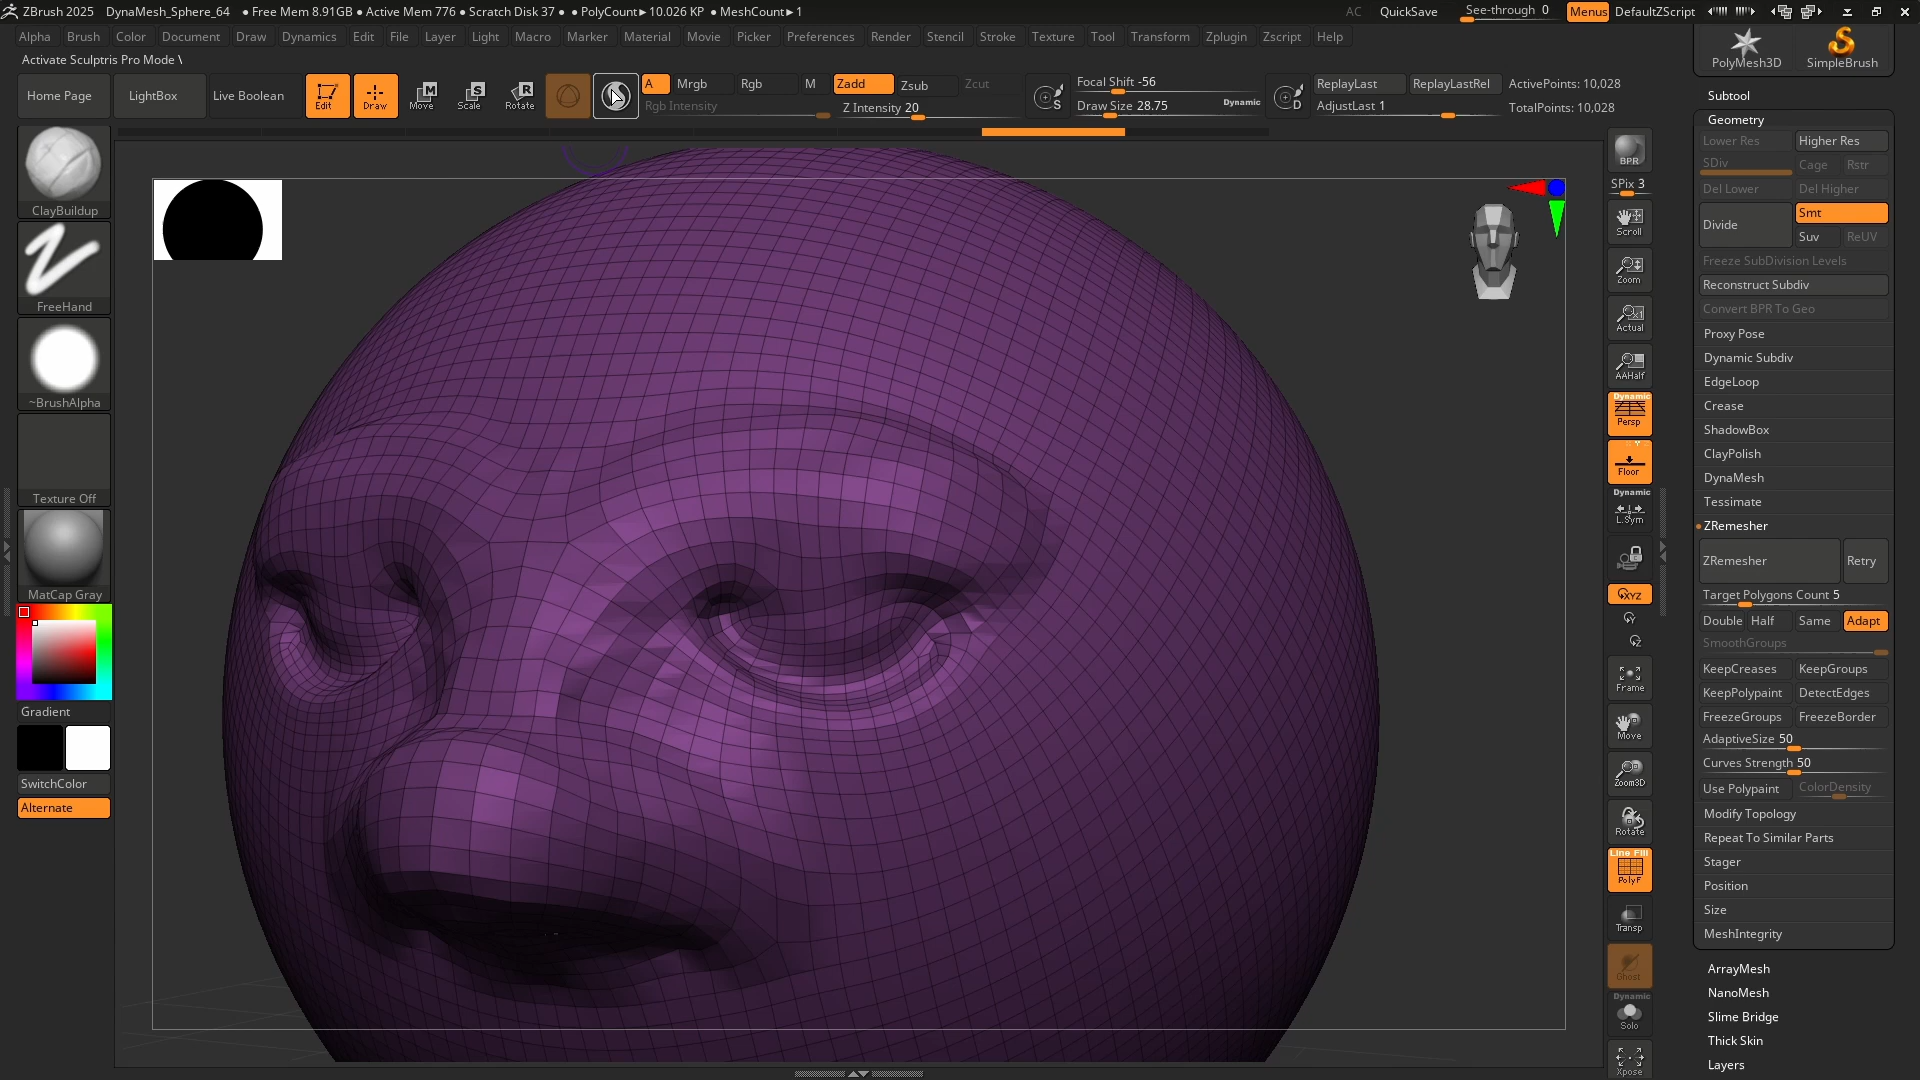 ZBrush 2025 DynaMesh_Sphere_64 ● Free Mem 8.91GB ● Active Mem 776 ● Scratch Disk 37 ● ● PolyCount► 10.026 KP ● MeshCount► 1 AC QuickSave See-through 0 Menus DefaultZScript
Alpha Brush Color Document Draw Dynamics Edit File Layer Light Macro Marker Material Movie Picker Preferences Render Stencil Stroke Texture Tool Transform Zplugin Zscript Help
Activate Sculptris Pro Mode \
Home Page LightBox Live Boolean Edit Draw Move Scale Rotate
A Mrgb Rgb M Zadd Zsub Zcut
Rgb Intensity Z Intensity 20
Focal Shift -56
Draw Size 28.75 Dynamic
ReplayLast ReplayLastRel ActivePoints: 10,028
AdjustLast 1 TotalPoints: 10,028
ClayBuildup
FreeHand
~BrushAlpha
Texture Off
MatCap Gray
Gradient
SwitchColor
Alternate
BPR
SPix 3
Scroll
Zoom
Actual
AAHalf
Dynamic
Persp
Floor
Dynamic
L.Sym
XYZ
Y
Z
Frame
Move
Zoom3D
Rotate
Line Fill
PolyF
Transp
Ghost
Dynamic
Solo
Xpose
PolyMesh3D SimpleBrush
Subtool
Geometry
Lower Res Higher Res
SDiv Cage Rstr
Del Lower Del Higher
Divide Smt
Suv ReUV
Freeze SubDivision Levels
Reconstruct Subdiv
Convert BPR To Geo
Proxy Pose
Dynamic Subdiv
EdgeLoop
Crease
ShadowBox
ClayPolish
DynaMesh
Tessimate
ZRemesher
ZRemesher Retry
Target Polygons Count 5
Double Half Same Adapt
SmoothGroups
KeepCreases KeepGroups
KeepPolypaint DetectEdges
FreezeGroups FreezeBorder
AdaptiveSize 50
Curves Strength 50
Use Polypaint ColorDensity
Modify Topology
Repeat To Similar Parts
Stager
Position
Size
MeshIntegrity
ArrayMesh
NanoMesh
Slime Bridge
Thick Skin
Layers